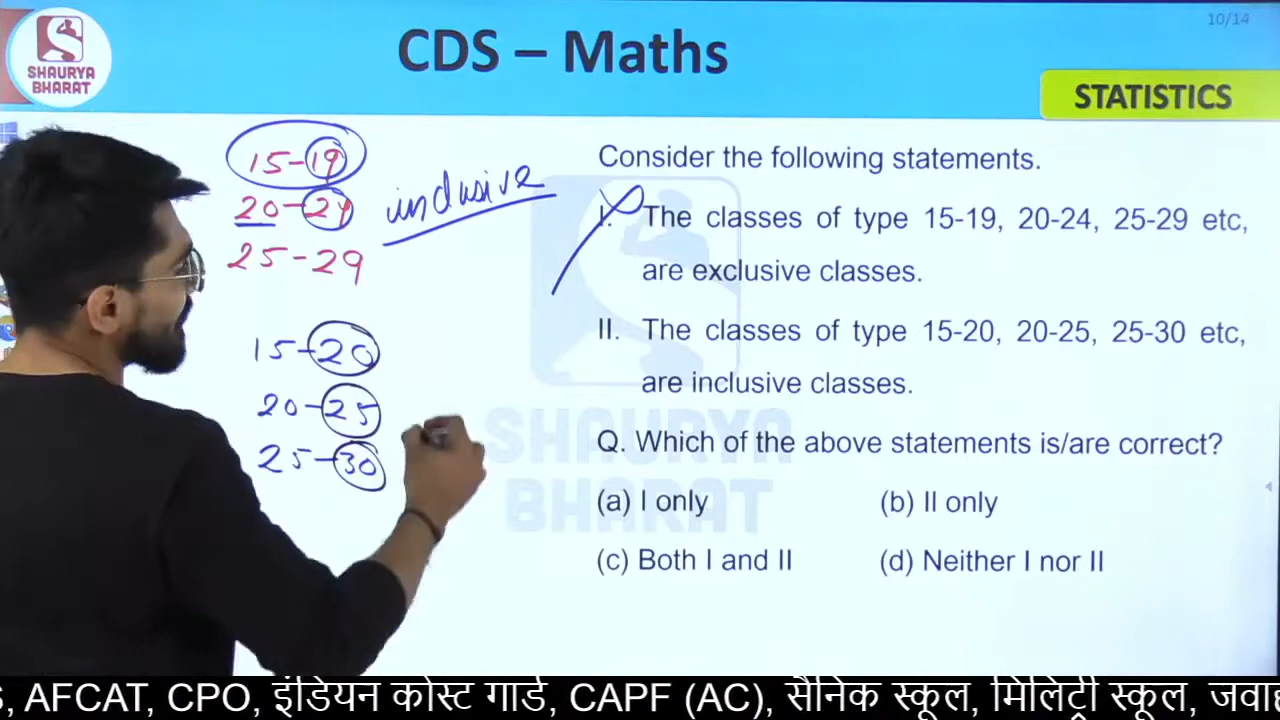 10/14
CDS – Maths
SHAURYA
BHARAT
STATISTICS
15-19
20-24
25-29
inclusive
15-20
20-25
25-30
Consider the following statements.
I. The classes of type 15-19, 20-24, 25-29 etc,
are exclusive classes.
II. The classes of type 15-20, 20-25, 25-30 etc,
are inclusive classes.
SHAURYA
BHARAT
Q. Which of the above statements is/are correct?
(a) I only (b) II only
(c) Both I and II (d) Neither I nor II
S, AFCAT, CPO, इंडियन कोस्ट गार्ड, CAPF (AC), सैनिक स्कूल, मिलिट्री स्कूल, जवाह